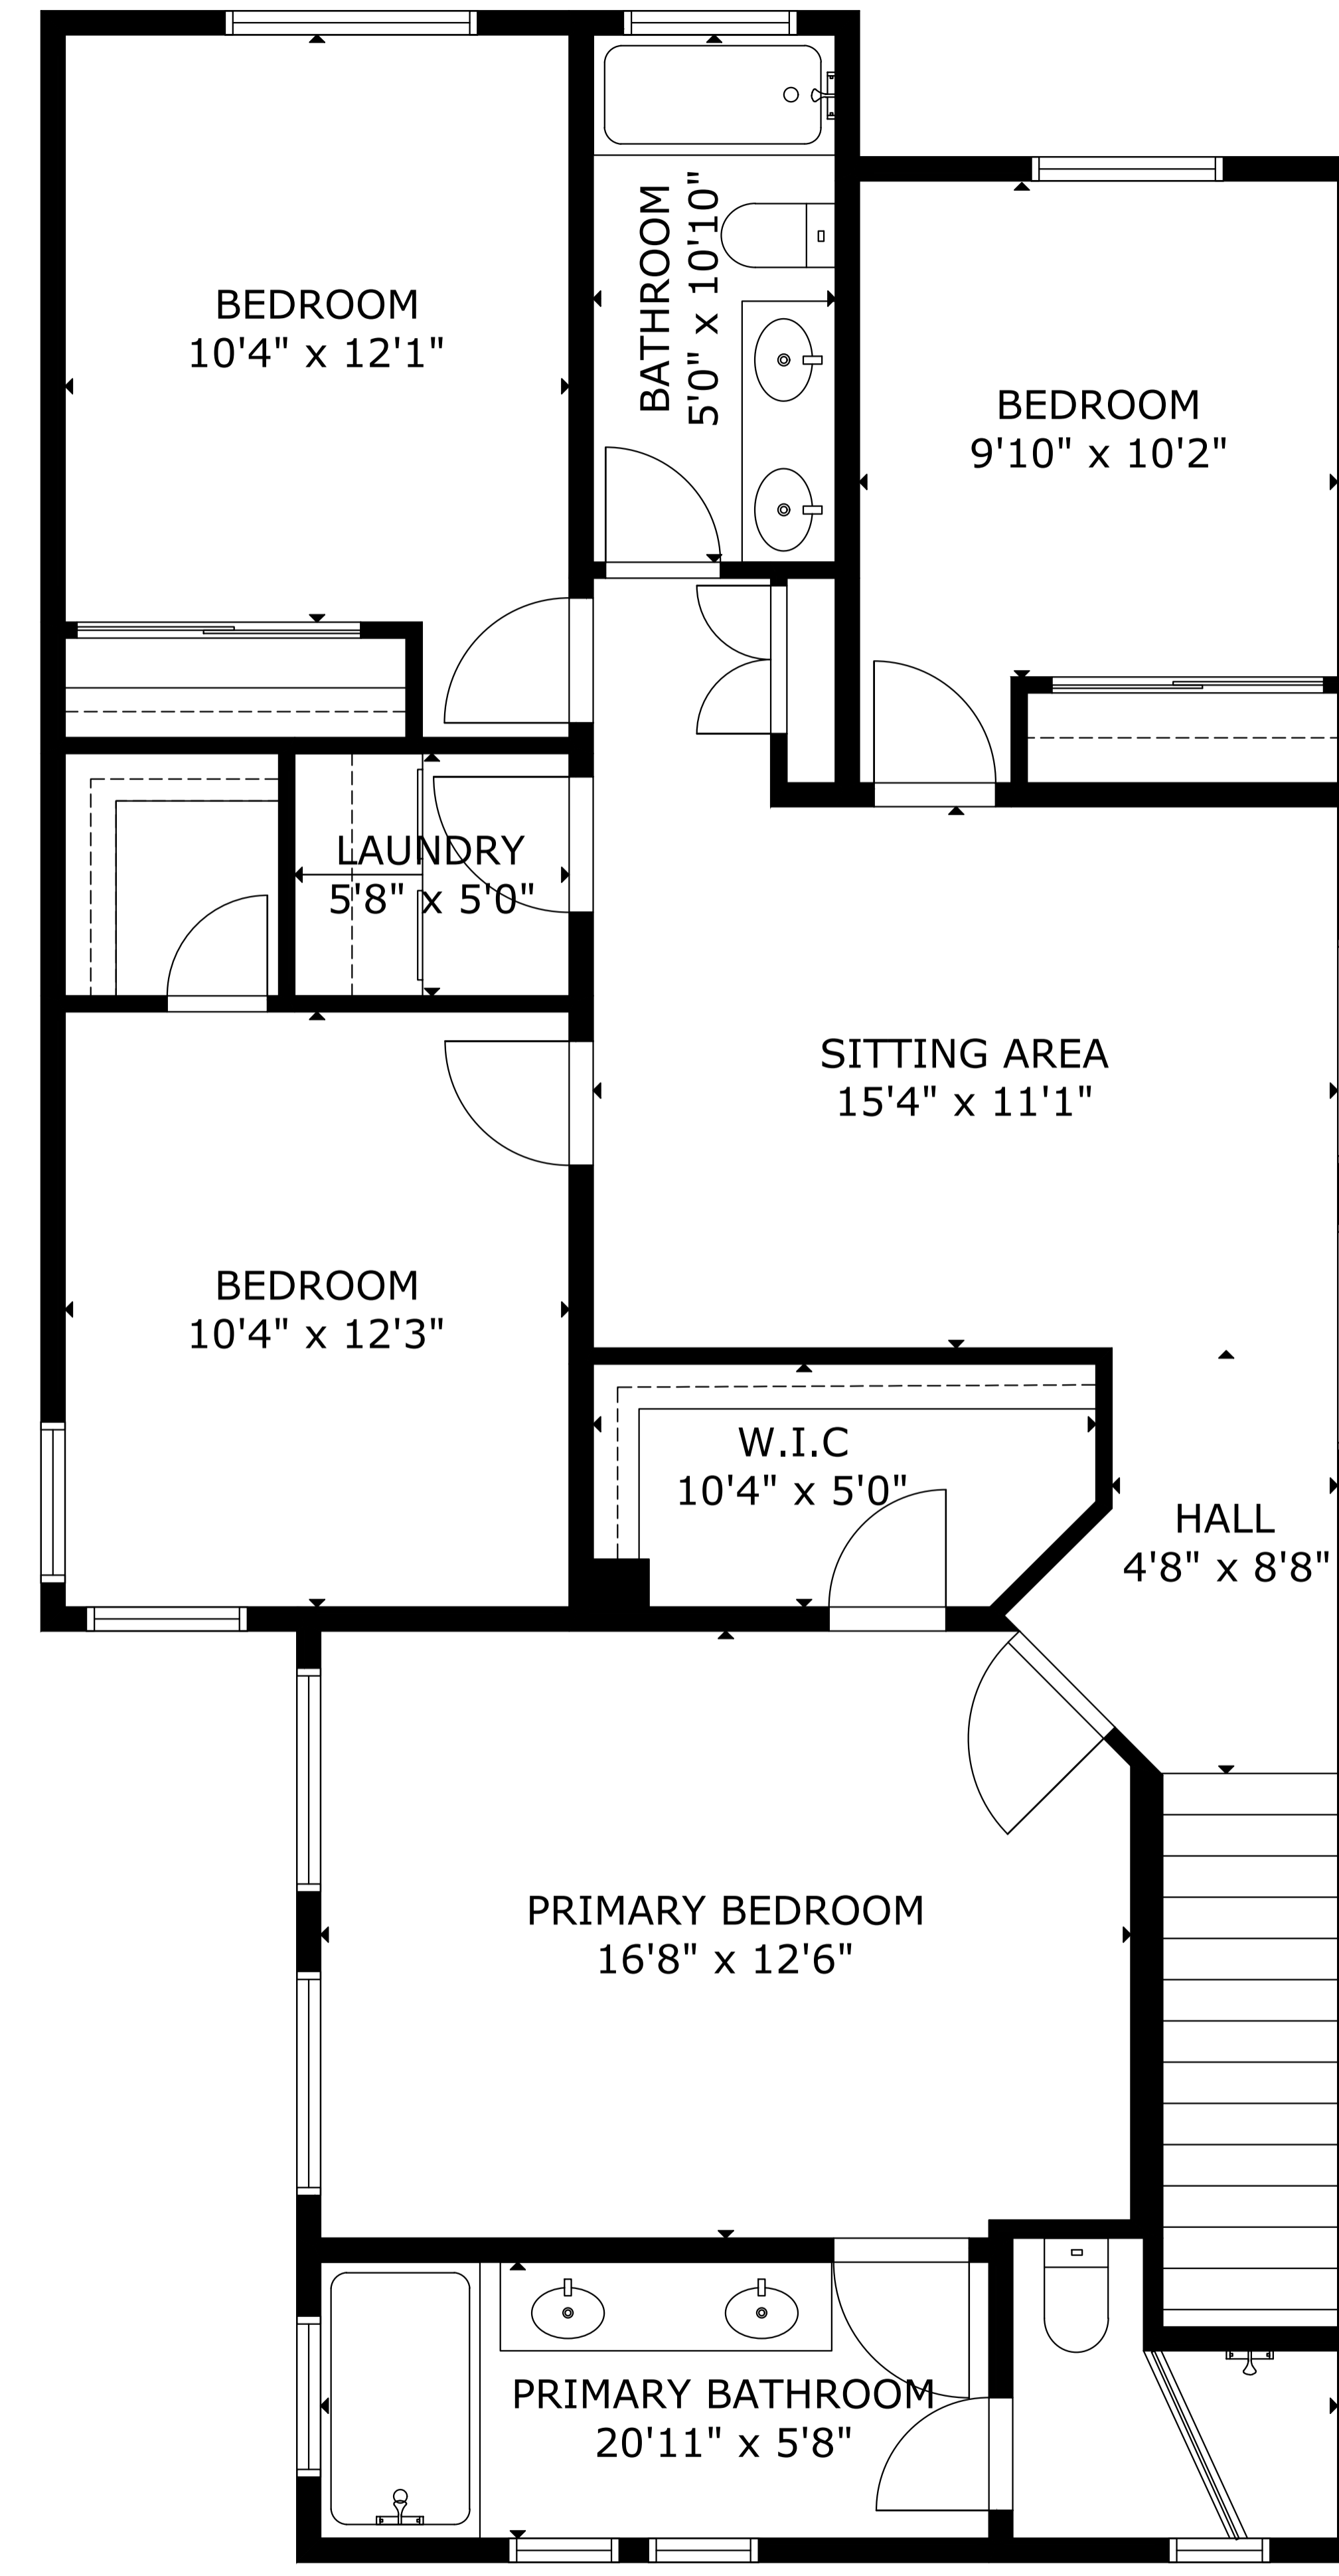 BEDROOM
10'4" x 12'1"
BATHROOM
5'0" x 10'10"
BEDROOM
9'10" x 10'2"
LAUNDRY
5'8" x 5'0"
SITTING AREA
15'4" x 11'1"
BEDROOM
10'4" x 12'3"
W.I.C
10'4" x 5'0"
HALL
4'8" x 8'8"
PRIMARY BEDROOM
16'8" x 12'6"
PRIMARY BATHROOM
20'11" x 5'8"